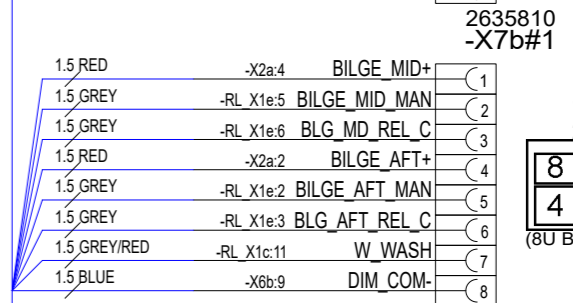 2635810
-X7b#1
1.5 RED -X2a:4 BILGE_MID+ 1
1.5 GREY -RL_X1e:5 BILGE_MID_MAN 2
1.5 GREY -RL_X1e:6 BLG_MD_REL_C 3
1.5 RED -X2a:2 BILGE_AFT+ 4
1.5 GREY -RL_X1e:2 BILGE_AFT_MAN 5
1.5 GREY -RL_X1e:3 BLG_AFT_REL_C 6
1.5 GREY/RED -RL_X1c:11 W_WASH 7
1.5 BLUE -X6b:9 DIM_COM- 8
8
4
(8U B